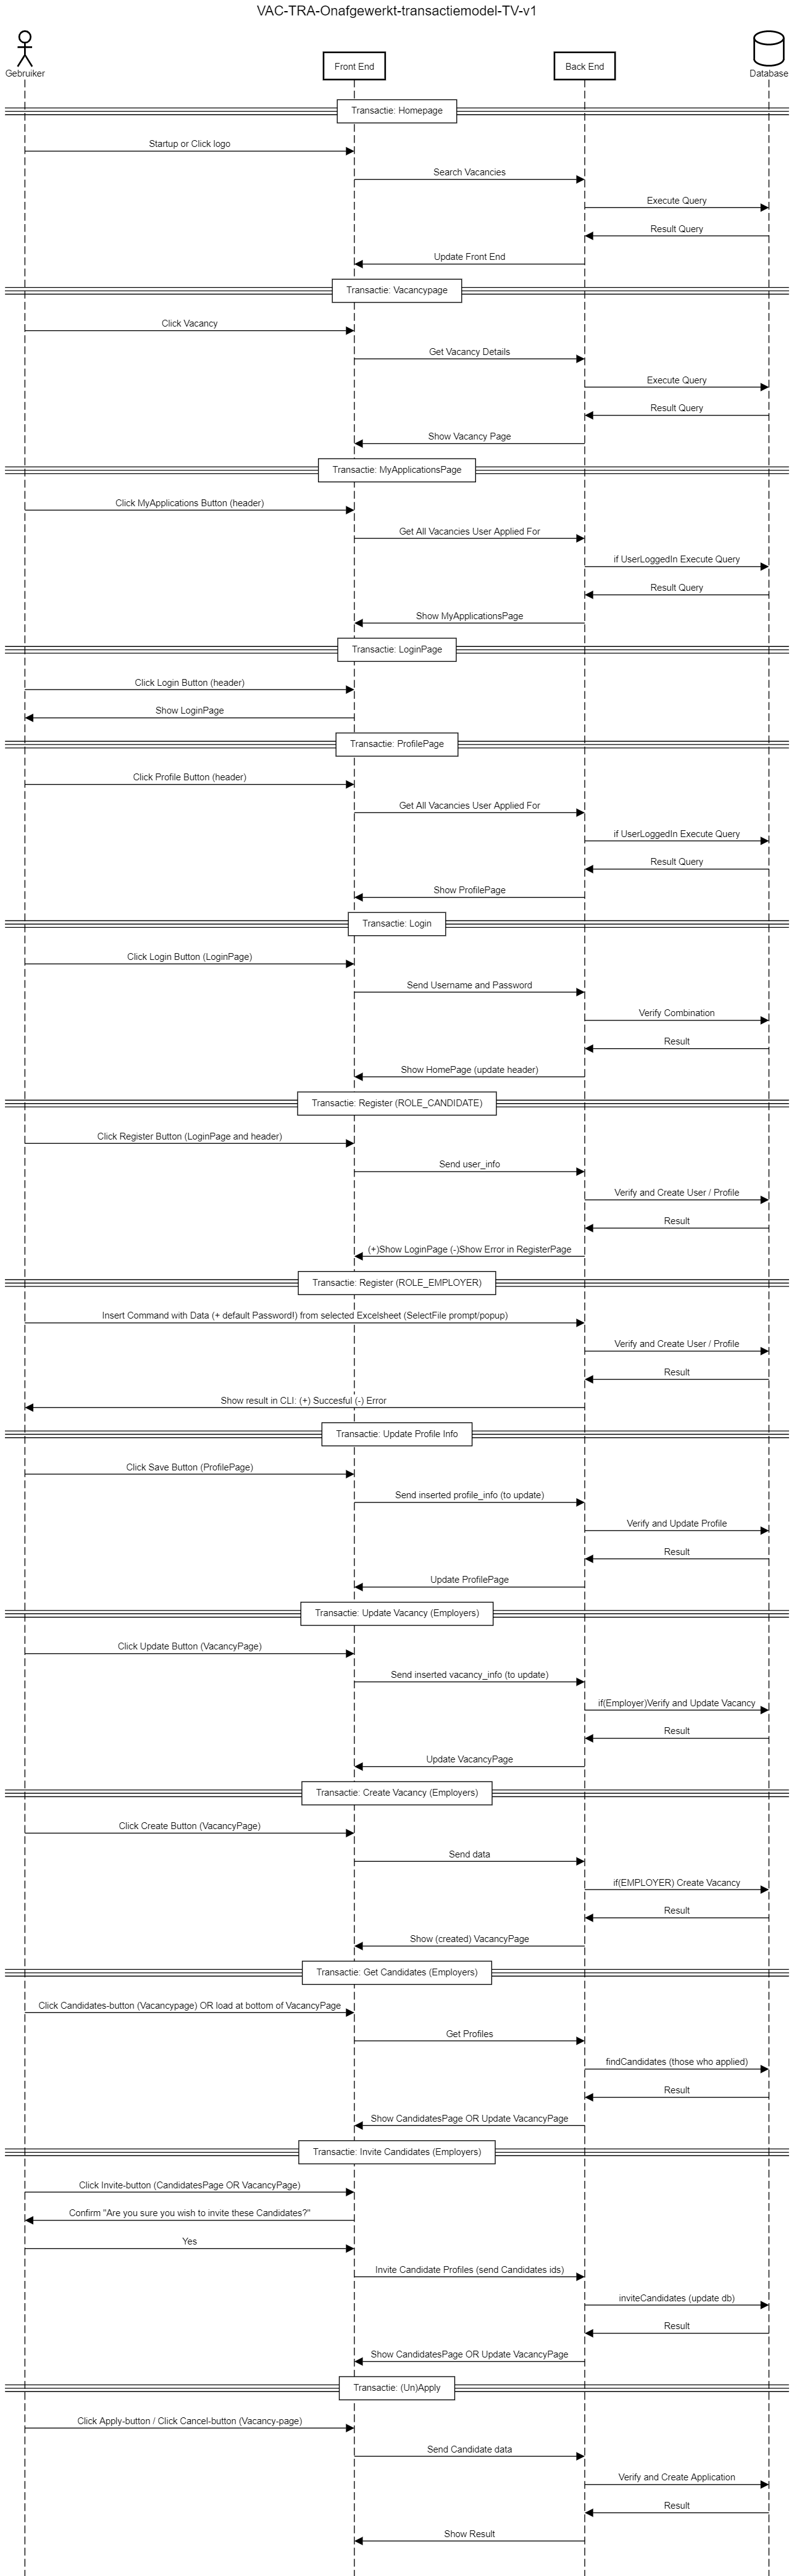 VAC-TRA-Onafgewerkt-transactiemodel-TV-v1
Gebruiker
Front End
Back End
Database
Transactie: Homepage
Startup or Click logo
Search Vacancies
Execute Query
Result Query
Update Front End
Transactie: Vacancypage
Click Vacancy
Get Vacancy Details
Execute Query
Result Query
Show Vacancy Page
Transactie: MyApplicationsPage
Click MyApplications Button (header)
Get All Vacancies User Applied For
if UserLoggedIn Execute Query
Result Query
Show MyApplicationsPage
Transactie: LoginPage
Click Login Button (header)
Show LoginPage
Transactie: ProfilePage
Click Profile Button (header)
Get All Vacancies User Applied For
if UserLoggedIn Execute Query
Result Query
Show ProfilePage
Transactie: Login
Click Login Button (LoginPage)
Send Username and Password
Verify Combination
Result
Show HomePage (update header)
Transactie: Register (ROLE_CANDIDATE)
Click Register Button (LoginPage and header)
Send user_info
Verify and Create User / Profile
Result
(+)Show LoginPage (-)Show Error in RegisterPage
Transactie: Register (ROLE_EMPLOYER)
Insert Command with Data (+ default Password!) from selected Excelsheet (SelectFile prompt/popup)
Verify and Create User / Profile
Result
Show result in CLI: (+) Succesful (-) Error
Transactie: Update Profile Info
Click Save Button (ProfilePage)
Send inserted profile_info (to update)
Verify and Update Profile
Result
Update ProfilePage
Transactie: Update Vacancy (Employers)
Click Update Button (VacancyPage)
Send inserted vacancy_info (to update)
if(Employer)Verify and Update Vacancy
Result
Update VacancyPage
Transactie: Create Vacancy (Employers)
Click Create Button (VacancyPage)
Send data
if(EMPLOYER) Create Vacancy
Result
Show (created) VacancyPage
Transactie: Get Candidates (Employers)
Click Candidates-button (Vacancypage) OR load at bottom of VacancyPage
Get Profiles
findCandidates (those who applied)
Result
Show CandidatesPage OR Update VacancyPage
Transactie: Invite Candidates (Employers)
Click Invite-button (CandidatesPage OR VacancyPage)
Confirm "Are you sure you wish to invite these Candidates?"
Yes
Invite Candidate Profiles (send Candidates ids)
inviteCandidates (update db)
Result
Show CandidatesPage OR Update VacancyPage
Transactie: (Un)Apply
Click Apply-button / Click Cancel-button (Vacancy-page)
Send Candidate data
Verify and Create Application
Result
Show Result